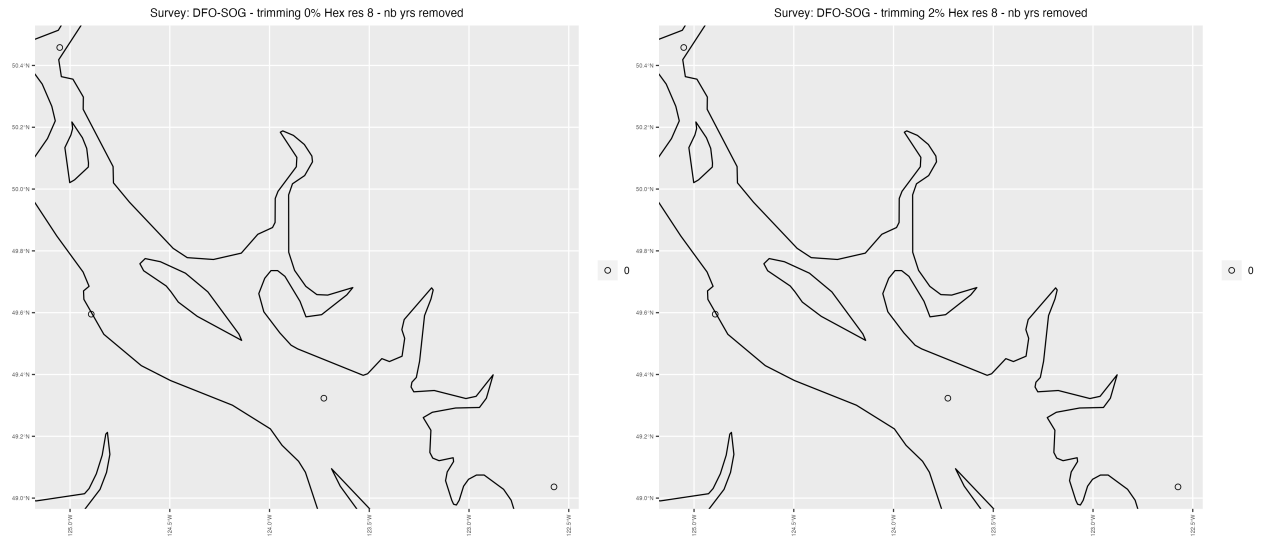 Survey: DFO-SOG - trimming 0% Hex res 8 - nb yrs removed
50.4°N
50.2°N
50.0°N
49.8°N
49.6°N
49.4°N
49.2°N
49.0°N
125.0°W
124.5°W
124.0°W
123.5°W
123.0°W
122.5°W
0
Survey: DFO-SOG - trimming 2% Hex res 8 - nb yrs removed
50.4°N
50.2°N
50.0°N
49.8°N
49.6°N
49.4°N
49.2°N
49.0°N
125.0°W
124.5°W
124.0°W
123.5°W
123.0°W
122.5°W
0